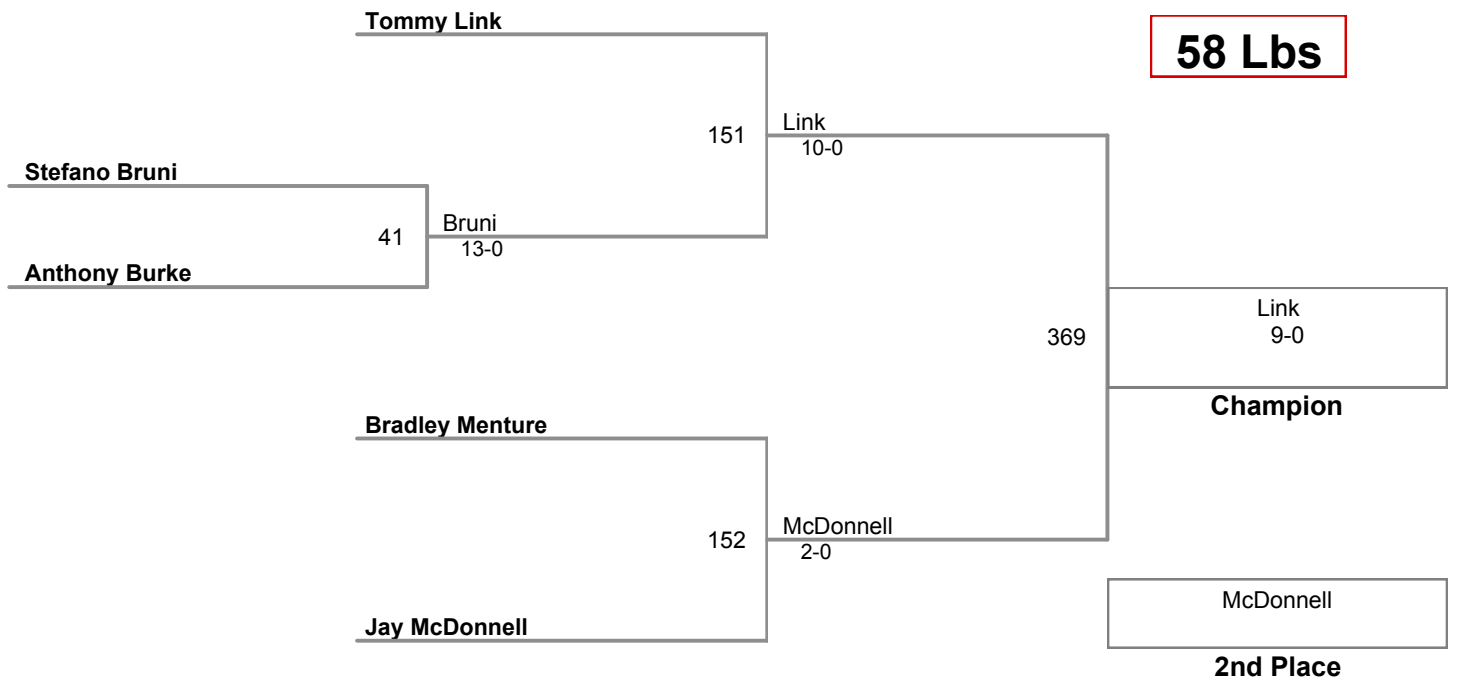 Tommy Link
58 Lbs
151
Link
10-0
Stefano Bruni
41
Bruni
13-0
Anthony Burke
369
Link
9-0
Champion
Bradley Menture
152
McDonnell
2-0
Jay McDonnell
McDonnell
2nd Place